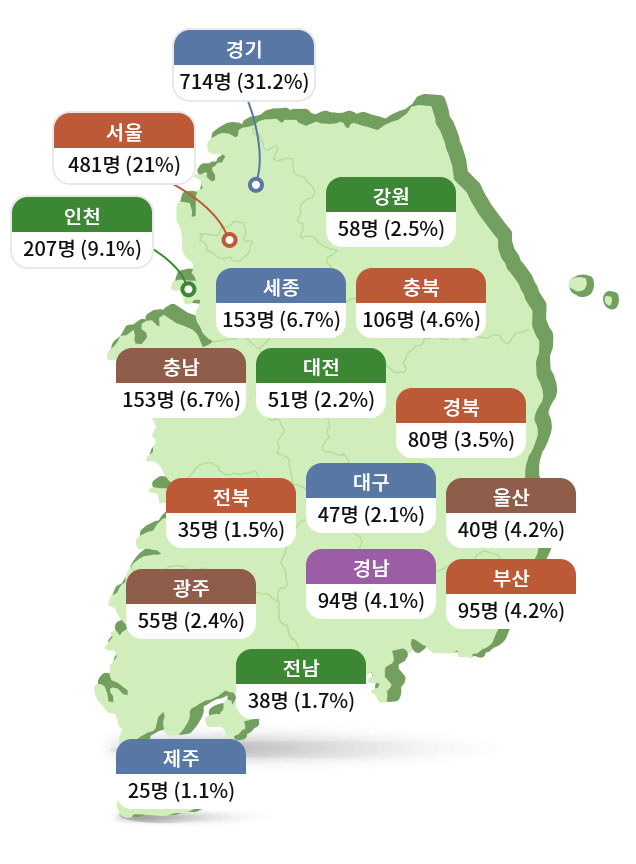 경기
714명 (31.2%)
서울
481명 (21%)
인천
207명 (9.1%)
강원
58명 (2.5%)
세종
153명 (6.7%)
충북
106명 (4.6%)
충남
153명 (6.7%)
대전
51명 (2.2%)
경북
80명 (3.5%)
전북
35명 (1.5%)
대구
47명 (2.1%)
울산
40명 (4.2%)
광주
55명 (2.4%)
경남
94명 (4.1%)
부산
95명 (4.2%)
전남
38명 (1.7%)
제주
25명 (1.1%)